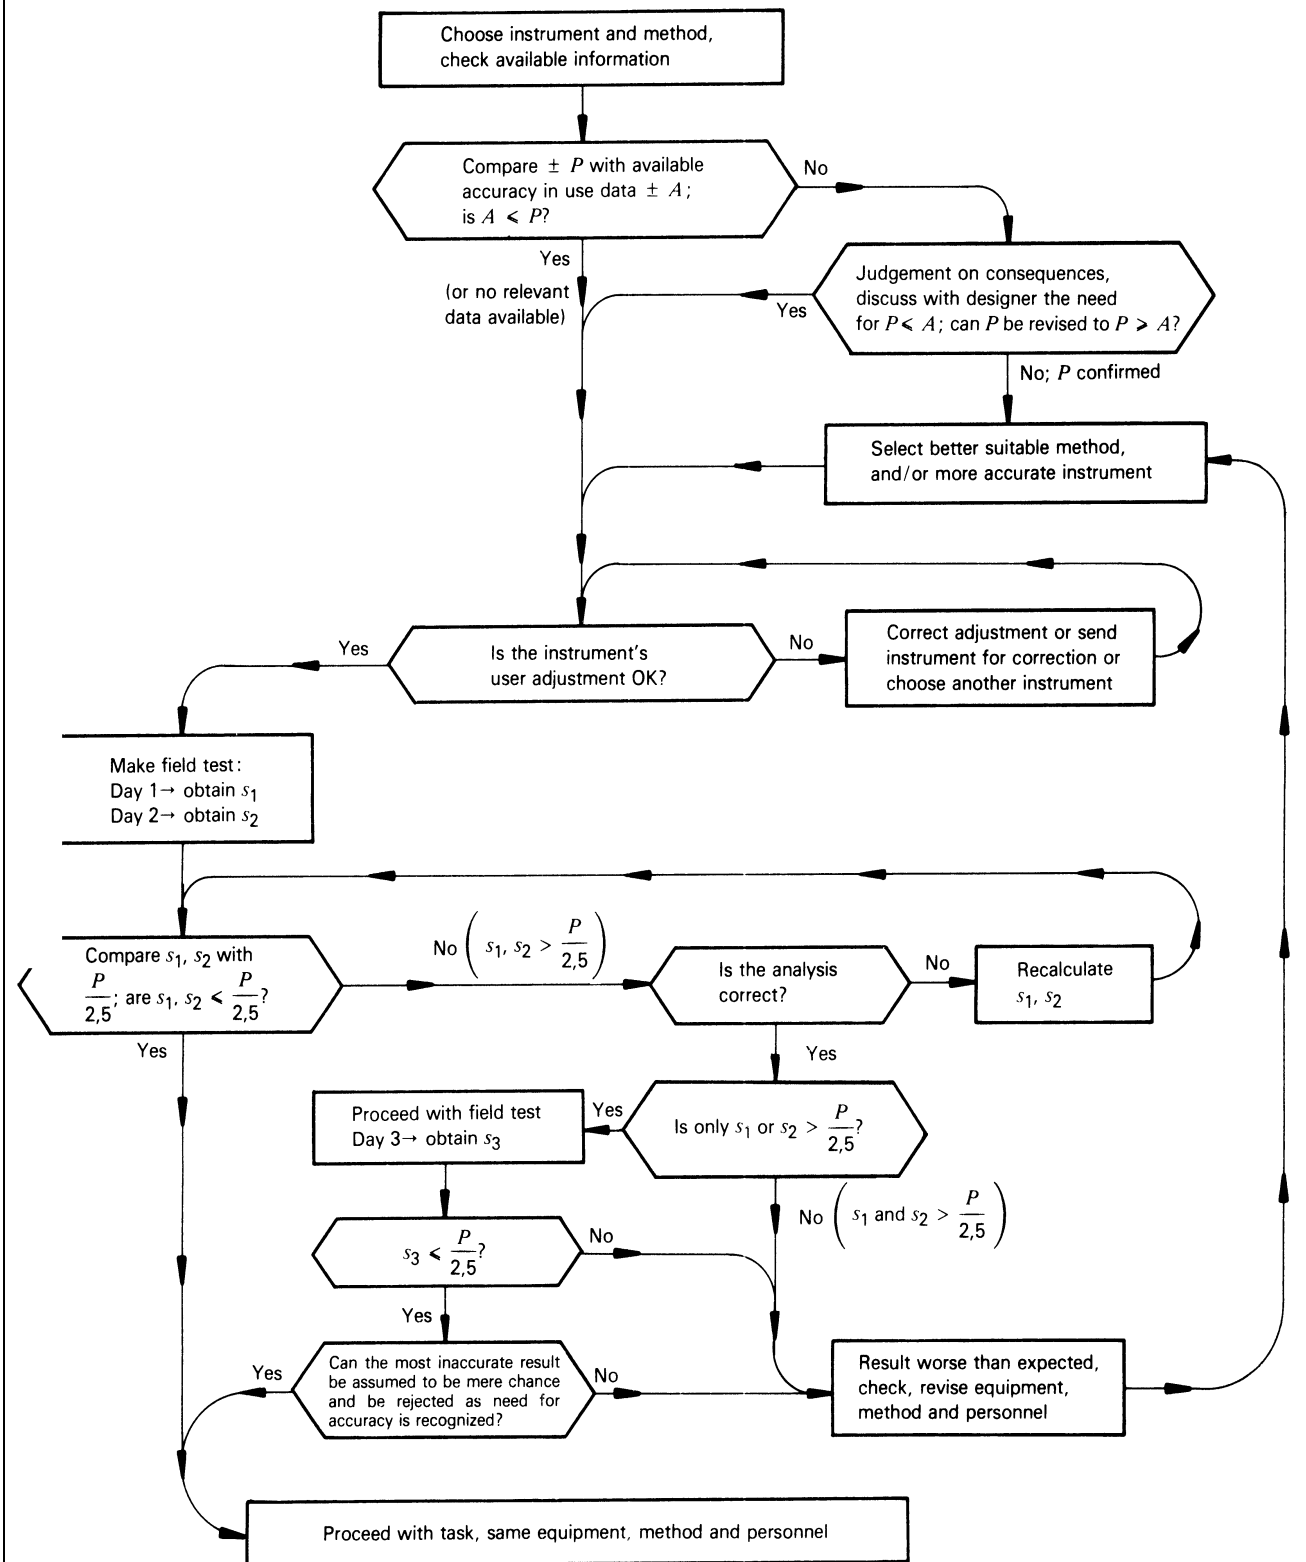 Choose instrument and method,
check available information
Compare ± P with available
accuracy in use data ± A;
is A ⩽ P?
No
Yes
(or no relevant
data available)
Judgement on consequences,
discuss with designer the need
for P ⩽ A; can P be revised to P ⩾ A?
Yes
No; P confirmed
Select better suitable method,
and/or more accurate instrument
Is the instrument's
user adjustment OK?
Yes
No
Correct adjustment or send
instrument for correction or
choose another instrument
Make field test:
Day 1→ obtain s1
Day 2→ obtain s2
Compare s1, s2 with
P/2,5; are s1, s2 ⩽ P/2,5?
No (s1, s2 > P/2,5)
Yes
Is the analysis
correct?
No
Recalculate
s1, s2
Yes
Is only s1 or s2 > P/2,5?
Yes
Proceed with field test
Day 3→ obtain s3
No (s1 and s2 > P/2,5)
s3 ⩽ P/2,5?
No
Yes
Can the most inaccurate result
be assumed to be mere chance
and be rejected as need for
accuracy is recognized?
Yes
No
Result worse than expected,
check, revise equipment,
method and personnel
Proceed with task, same equipment, method and personnel